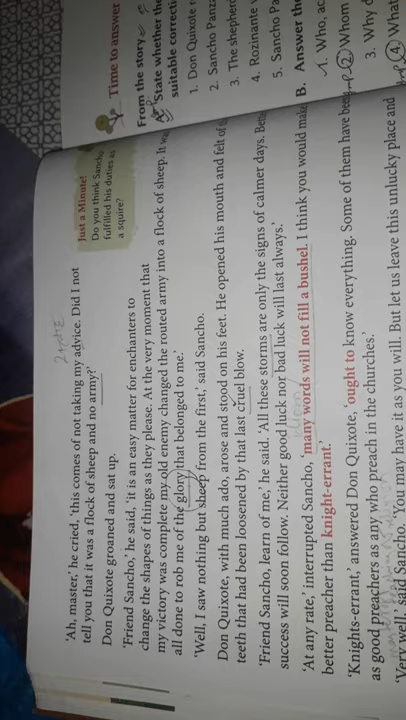 'Ah, master,' he cried, 'this comes of not taking my advice. Did I not
tell you that it was a flock of sheep and no army?'
Just a Minute!
Do you think Sancho
fulfilled his duties as
a squire?
Don Quixote groaned and sat up.
'Friend Sancho,' he said, 'it is an easy matter for enchanters to
change the shapes of things as they please. At the very moment that
my victory was complete my old enemy changed the routed army into a flock of sheep. It was
all done to rob me of the glory that belonged to me.'
'Well, I saw nothing but sheep from the first,' said Sancho.
Don Quixote, with much ado, arose and stood on his feet. He opened his mouth and felt of
teeth that had been loosened by that last cruel blow.
'Friend Sancho, learn of me,' he said. 'All these storms are only the signs of calmer days. Better
success will soon follow. Neither good luck nor bad luck will last always.'
'At any rate,' interrupted Sancho, 'many words will not fill a bushel. I think you would make
better preacher than knight-errant.'
'Knights-errant,' answered Don Quixote, 'ought to know everything. Some of them have been
as good preachers as any who preach in the churches.'
'Very well,' said Sancho. 'You may have it as you will. But let us leave this unlucky place and
Time to answer
From the story
A. State whether the
suitable correcti
1. Don Quixote r
2. Sancho Panza
3. The shepherd
4. Rozinante
5. Sancho Pa
B. Answer the
1. Who, ac
2. Whom
3. Why d
4. What